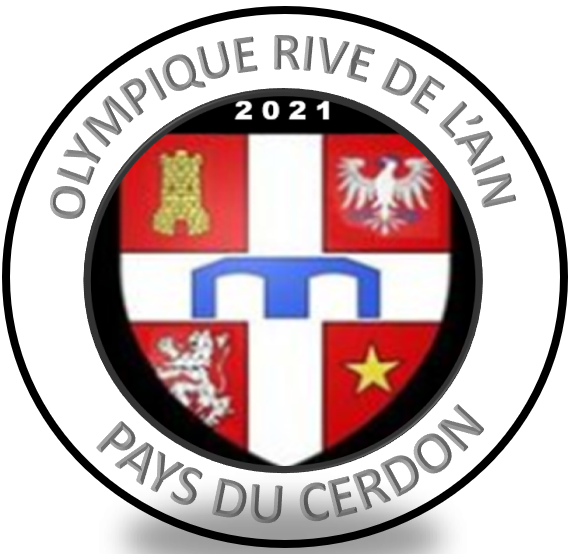 OLYMPIQUE RIVE DE L'AIN
2021
PAYS DU CERDON